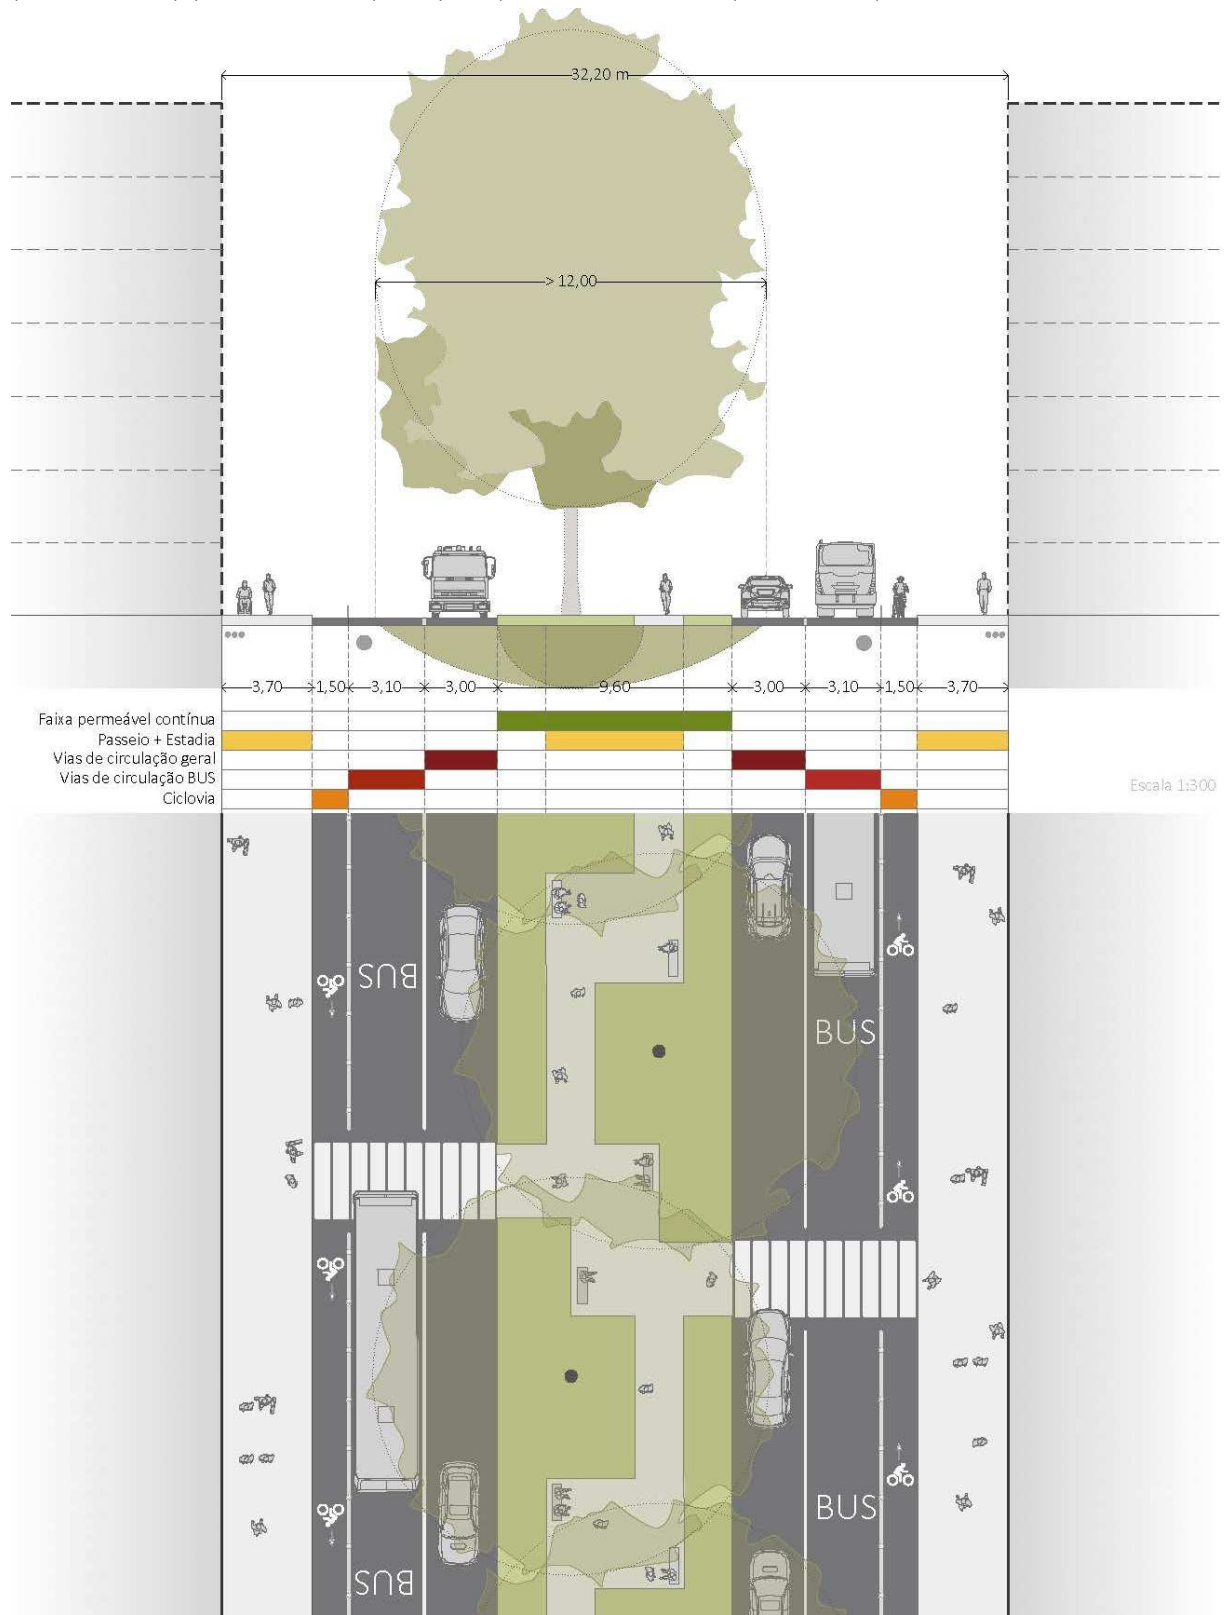 32,20 m
> 12,00
3,70 1,50 3,10 3,00 9,60 3,00 3,10 1,50 3,70
Faixa permeável contínua
Passeio + Estadia
Vias de circulação geral
Vias de circulação BUS
Ciclovia
Escala 1:300
BUS
BUS
BUS
BUS